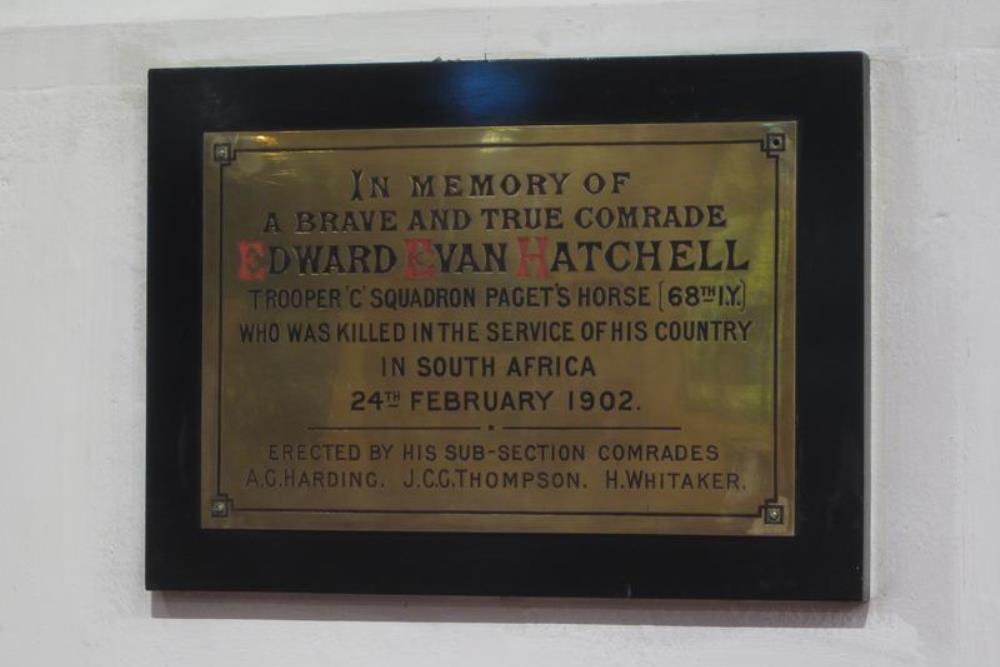 IN MEMORY OF
A BRAVE AND TRUE COMRADE
EDWARD EVAN HATCHELL
TROOPER 'C' SQUADRON PAGET'S HORSE (68TH I.Y.)
WHO WAS KILLED IN THE SERVICE OF HIS COUNTRY
IN SOUTH AFRICA
24TH FEBRUARY 1902.
ERECTED BY HIS SUB-SECTION COMRADES
A.G.HARDING. J.C.G.THOMPSON. H.WHITAKER.